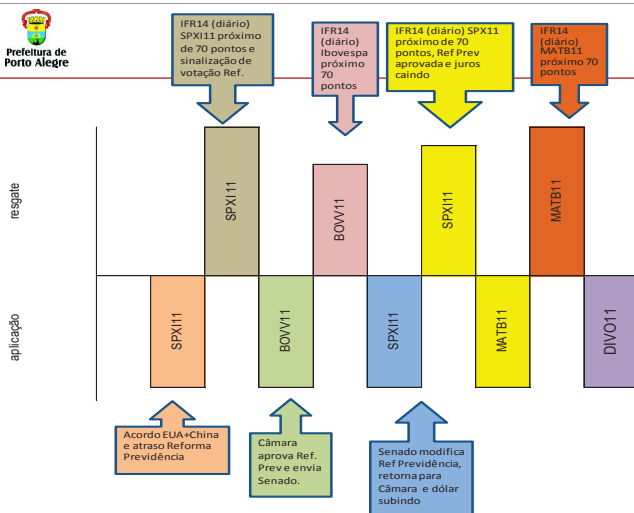 Prefeitura de
Porto Alegre
IFR14 (diário)
SPXI11 próximo
de 70 pontos e
sinalização de
votação Ref.
IFR14
(diário)
Ibovespa
próximo
70
pontos
IFR14 (diário) SPX11
próximo de 70
pontos, Ref Prev
aprovada e juros
caindo
IFR14
(diário)
MATB11
próximo 70
pontos
resgate
aplicação
SPXI11
SPXI11
BOVV11
BOVV11
SPXI11
SPXI11
MATB11
MATB11
DIVO11
Acordo EUA+China
e atraso Reforma
Previdência
Câmara
aprova Ref.
Prev e envia
Senado.
Senado modifica
Ref Previdência,
retorna para
Câmara e dólar
subindo